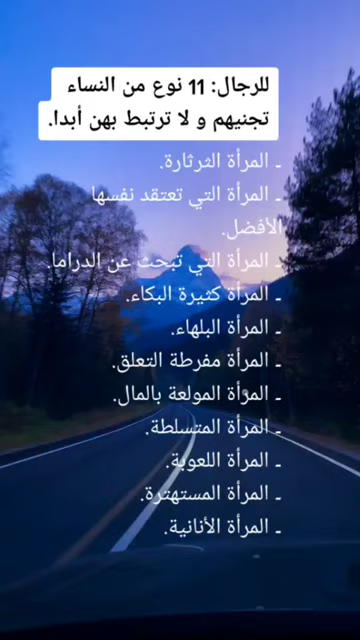 للرجال: 11 نوع من النساء
تجنيهم و لا ترتبط بهن أبدا.
ـ المرأة الثرثارة.
ـ المرأة التي تعتقد نفسها
الأفضل.
ـ المرأة التي تبحث عن الدراما.
ـ المرأة كثيرة البكاء.
ـ المرأة البلهاء.
ـ المرأة مفرطة التعلق.
ـ المرأة المولعة بالمال.
ـ المرأة المتسلطة.
ـ المرأة اللعوبة.
ـ المرأة المستهترة.
ـ المرأة الأنانية.